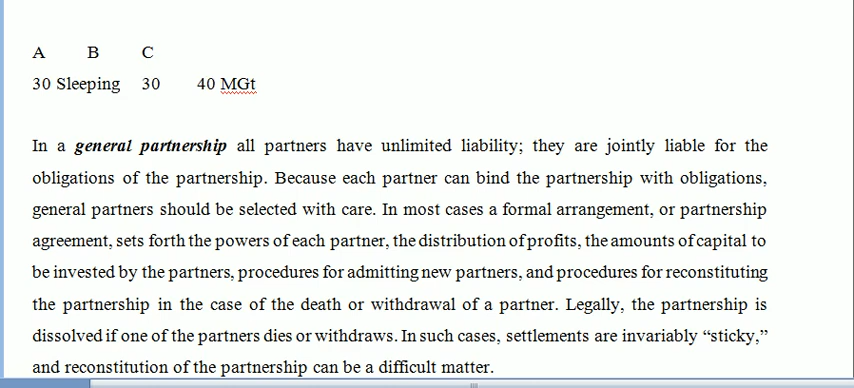 A B C
30 Sleeping 30 40 MGt
In a general partnership all partners have unlimited liability; they are jointly liable for the
obligations of the partnership. Because each partner can bind the partnership with obligations,
general partners should be selected with care. In most cases a formal arrangement, or partnership
agreement, sets forth the powers of each partner, the distribution of profits, the amounts of capital to
be invested by the partners, procedures for admitting new partners, and procedures for reconstituting
the partnership in the case of the death or withdrawal of a partner. Legally, the partnership is
dissolved if one of the partners dies or withdraws. In such cases, settlements are invariably “sticky,”
and reconstitution of the partnership can be a difficult matter.